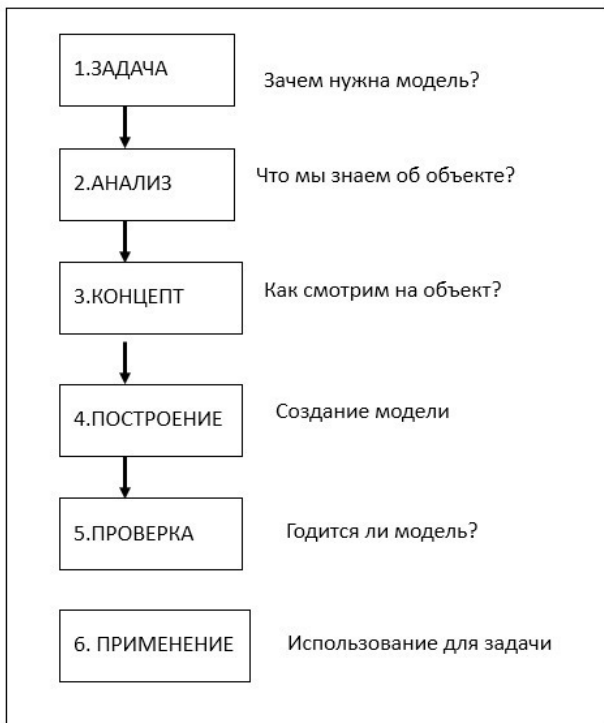 1.ЗАДАЧА
Зачем нужна модель?
2.АНАЛИЗ
Что мы знаем об объекте?
3.КОНЦЕПТ
Как смотрим на объект?
4.ПОСТРОЕНИЕ
Создание модели
5.ПРОВЕРКА
Годится ли модель?
6. ПРИМЕНЕНИЕ
Использование для задачи